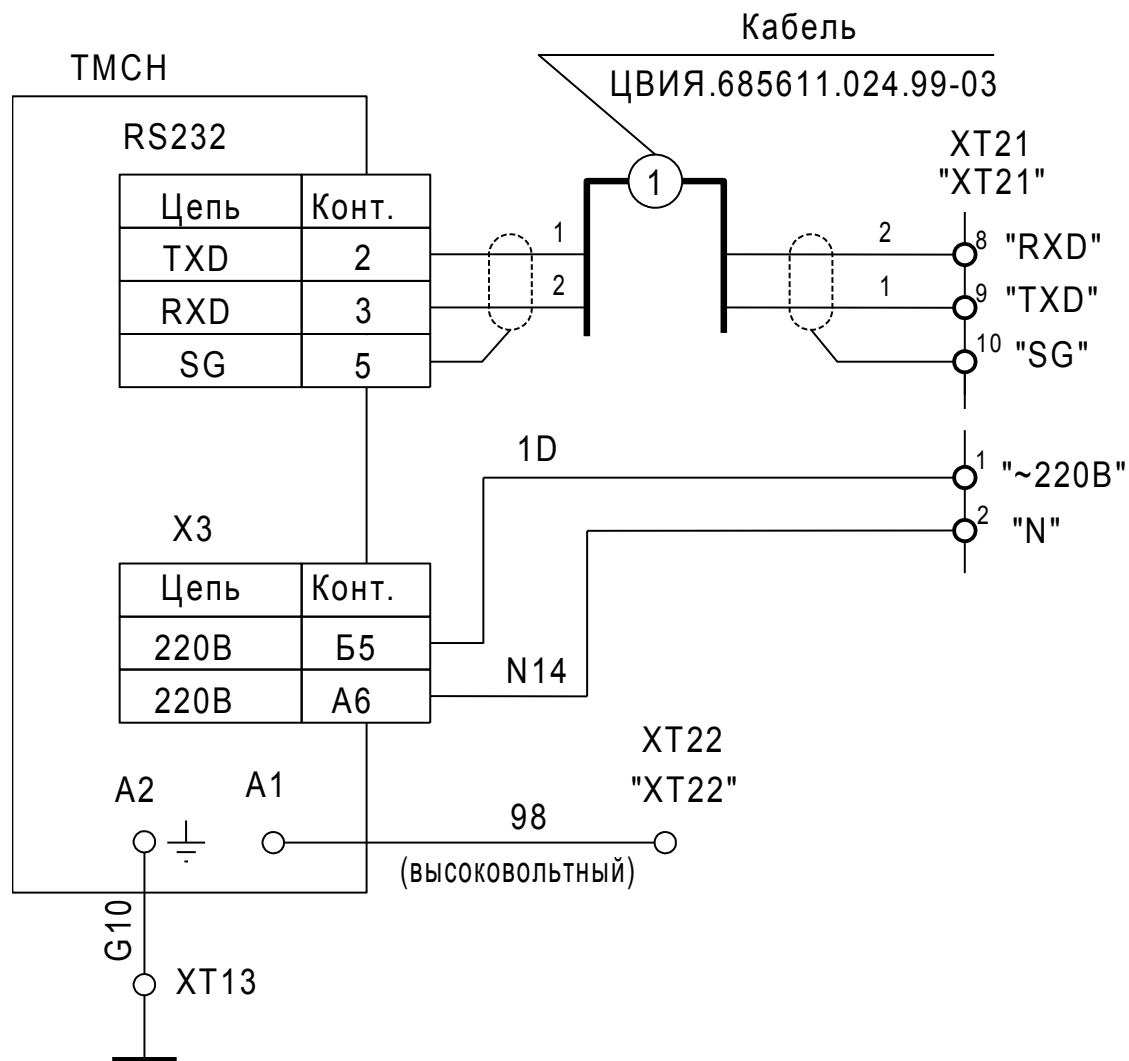 Кабель
ЦВИЯ.685611.024.99-03
ТМСН
RS232
Цепь Конт.
TXD 2
RXD 3
SG 5
1
2
1
2
1
XT21
"XT21"
8 "RXD"
9 "TXD"
10 "SG"
1D
1 "~220В"
2 "N"
X3
Цепь Конт.
220В Б5
220В А6
N14
XT22
"XT22"
А2
А1
98
(высоковольтный)
G10
XT13